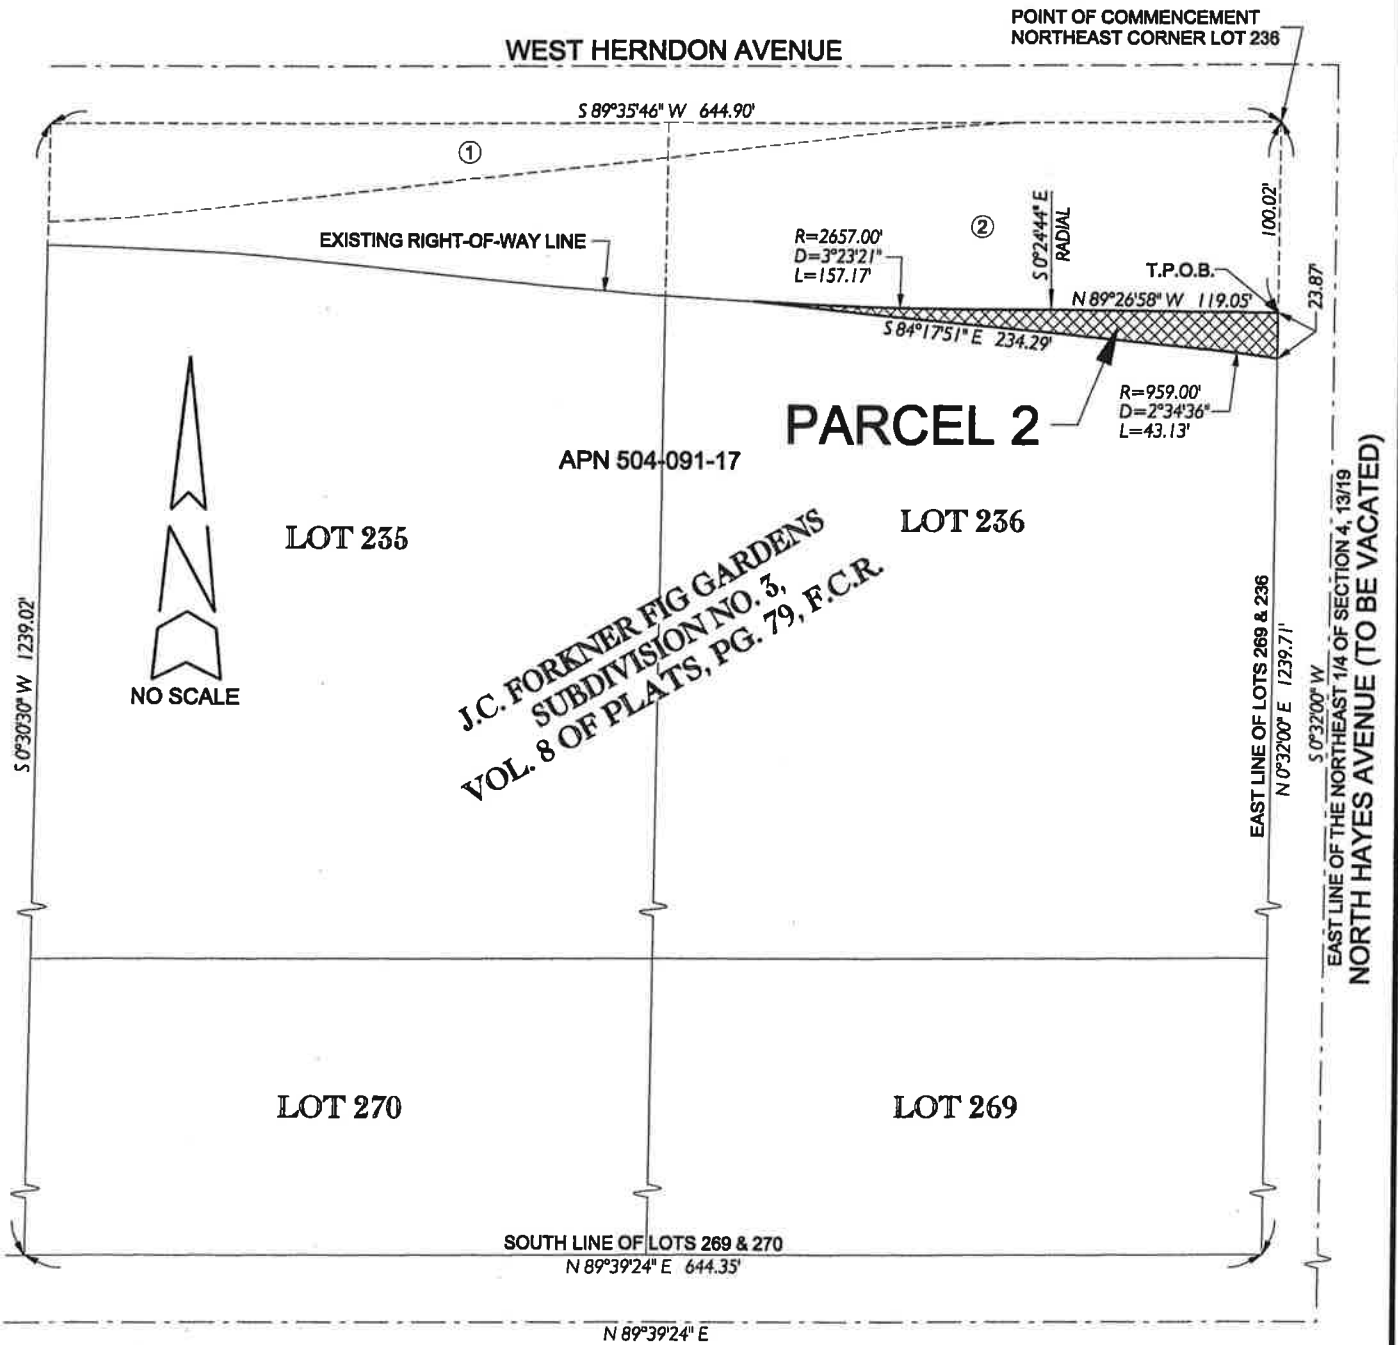 POINT OF COMMENCEMENT
NORTHEAST CORNER LOT 236
WEST HERNDON AVENUE
S 89°35'46" W 644.90'
①
②
EXISTING RIGHT-OF-WAY LINE
R=2657.00'
D=3°23'21"
L=157.17'
S 0°24'44" E
RADIAL
100.02'
T.P.O.B.
N 89°26'58" W 119.05'
23.87'
S 84°17'51" E 234.29'
R=959.00'
D=2°34'36"
L=43.13'
PARCEL 2
APN 504-091-17
LOT 235
LOT 236
N
NO SCALE
J.C. FORKNER FIG GARDENS
SUBDIVISION NO. 3,
VOL. 8 OF PLATS, PG. 79, F.C.R.
S 0°30'30" W 1239.02'
EAST LINE OF LOTS 269 & 236
N 0°32'00" E 1239.71'
S 0°32'00" W
EAST LINE OF THE NORTHEAST 1/4 OF SECTION 4, 13/19
NORTH HAYES AVENUE (TO BE VACATED)
LOT 270
LOT 269
SOUTH LINE OF LOTS 269 & 270
N 89°39'24" E 644.35'
N 89°39'24" E